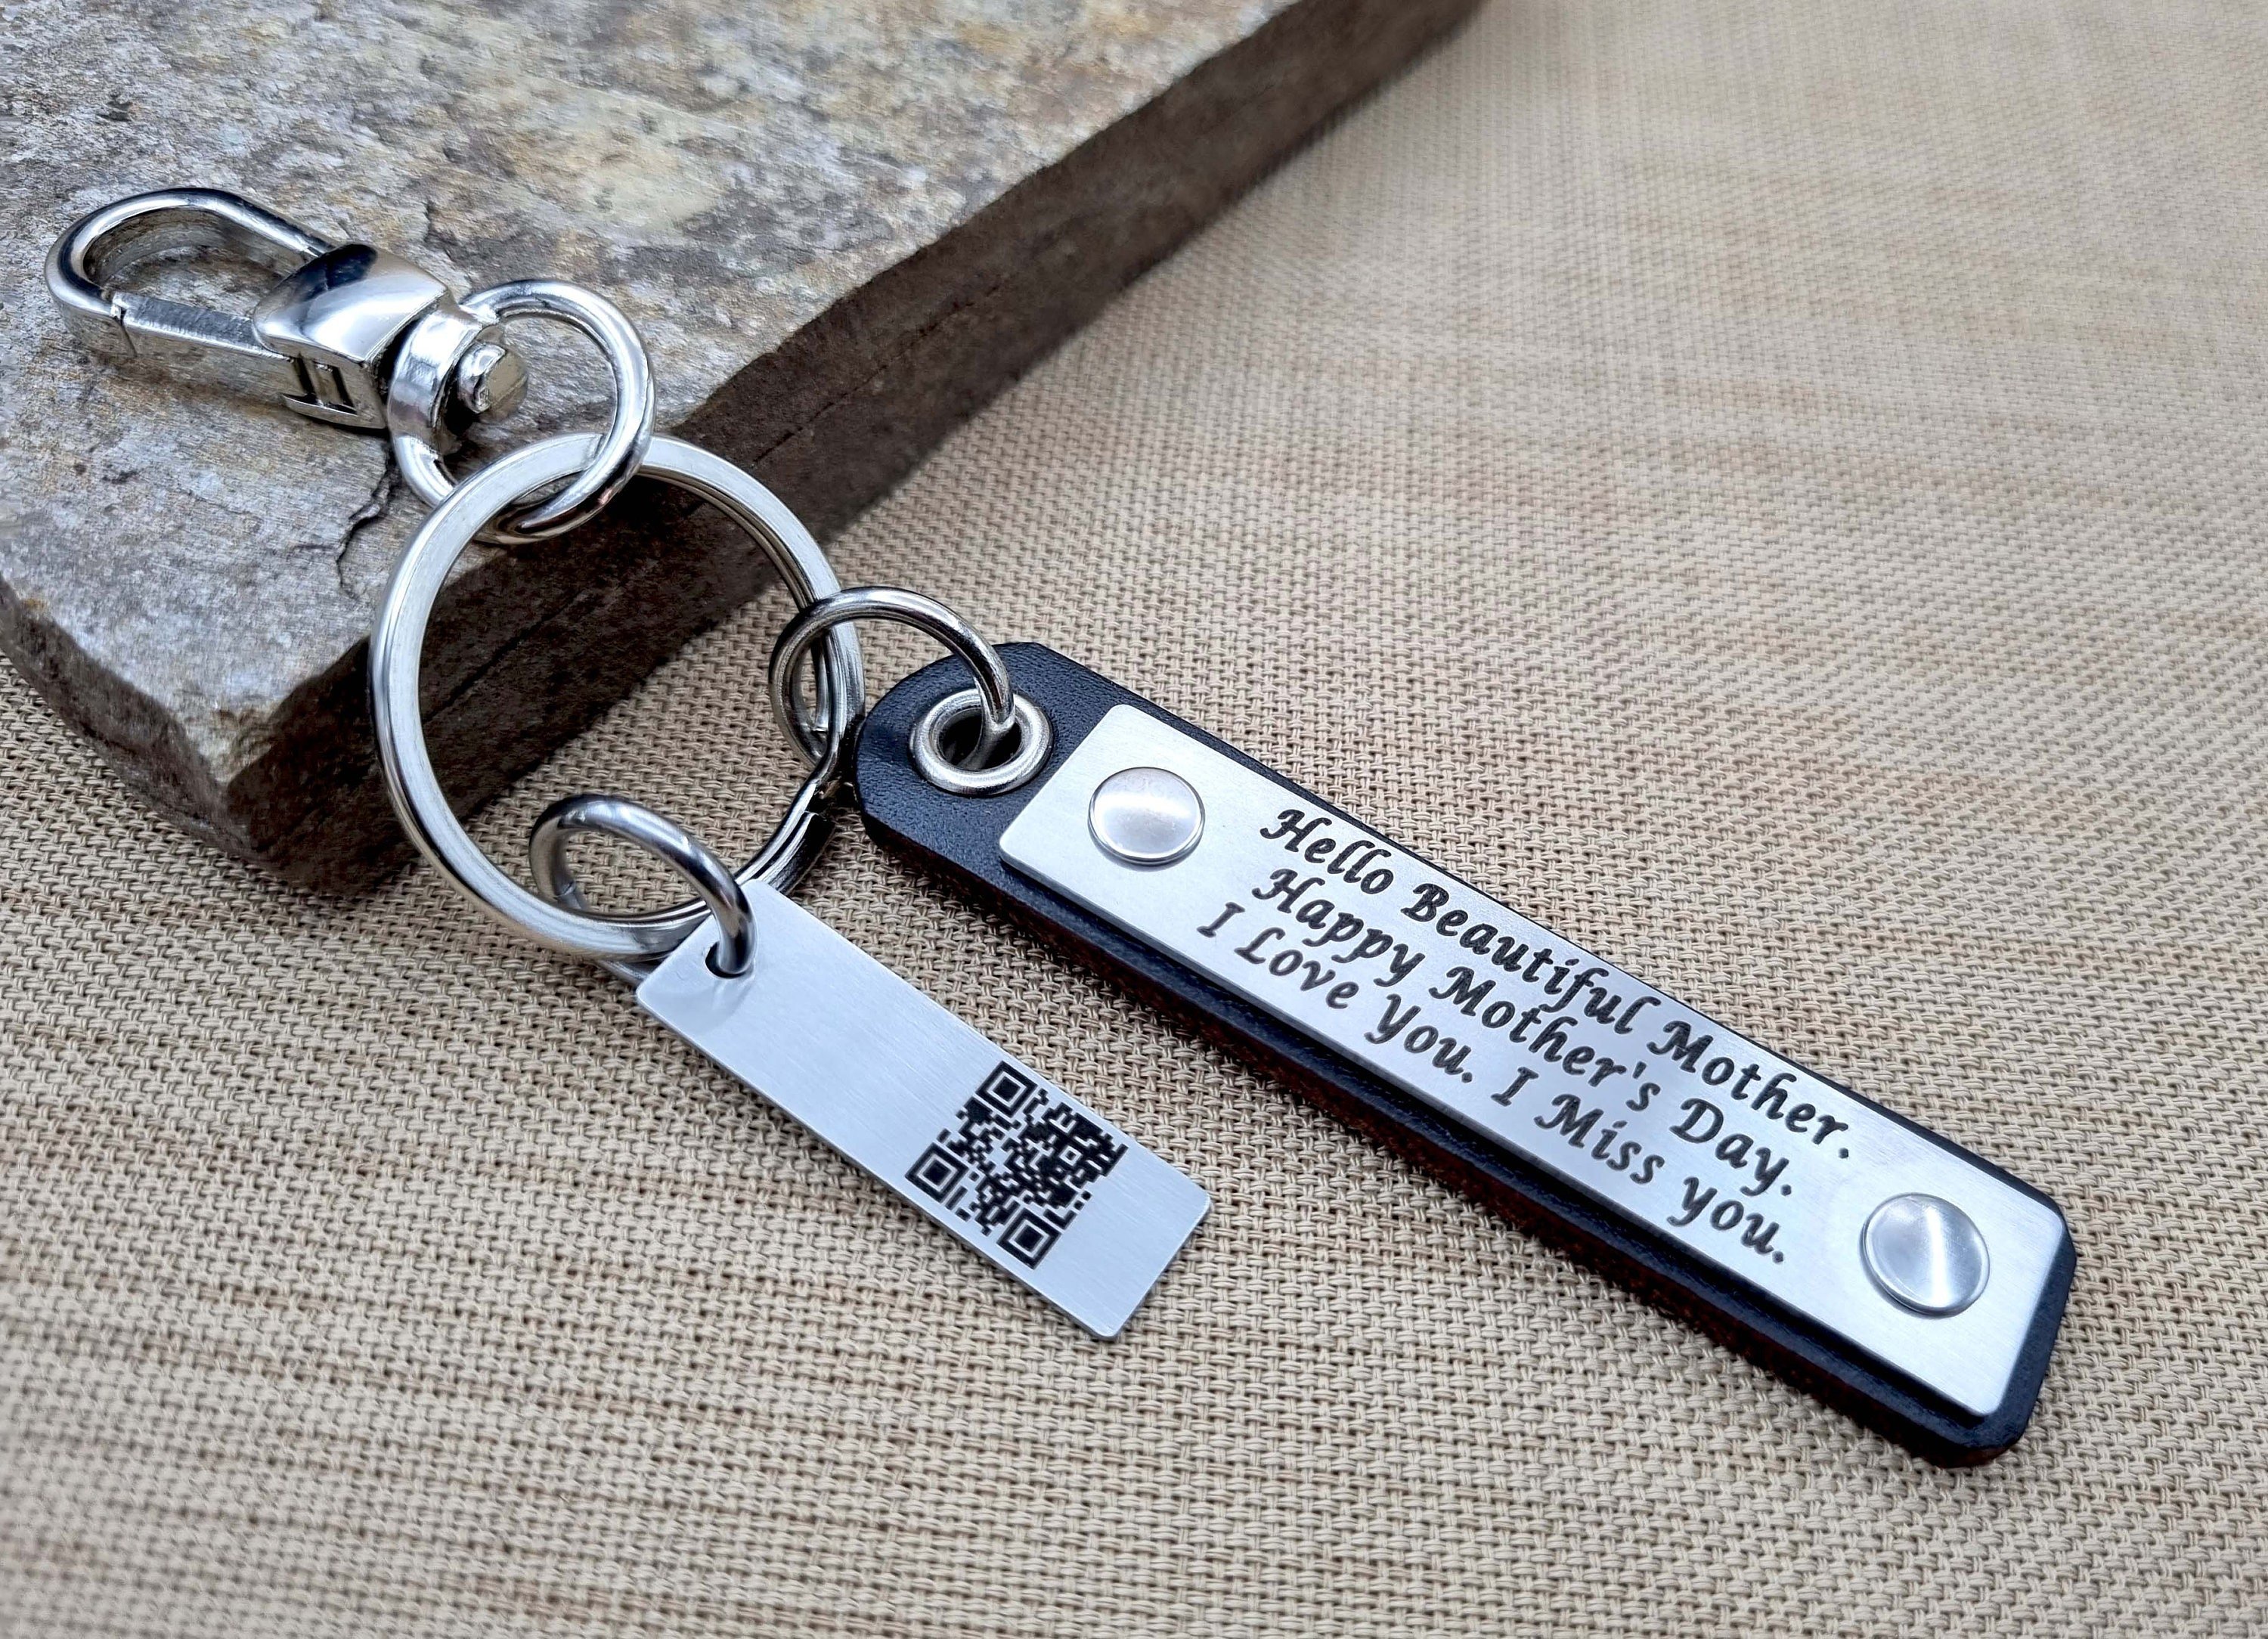 Hello Beautiful Mother.
Happy Mother's Day.
I Love You. I Miss you.